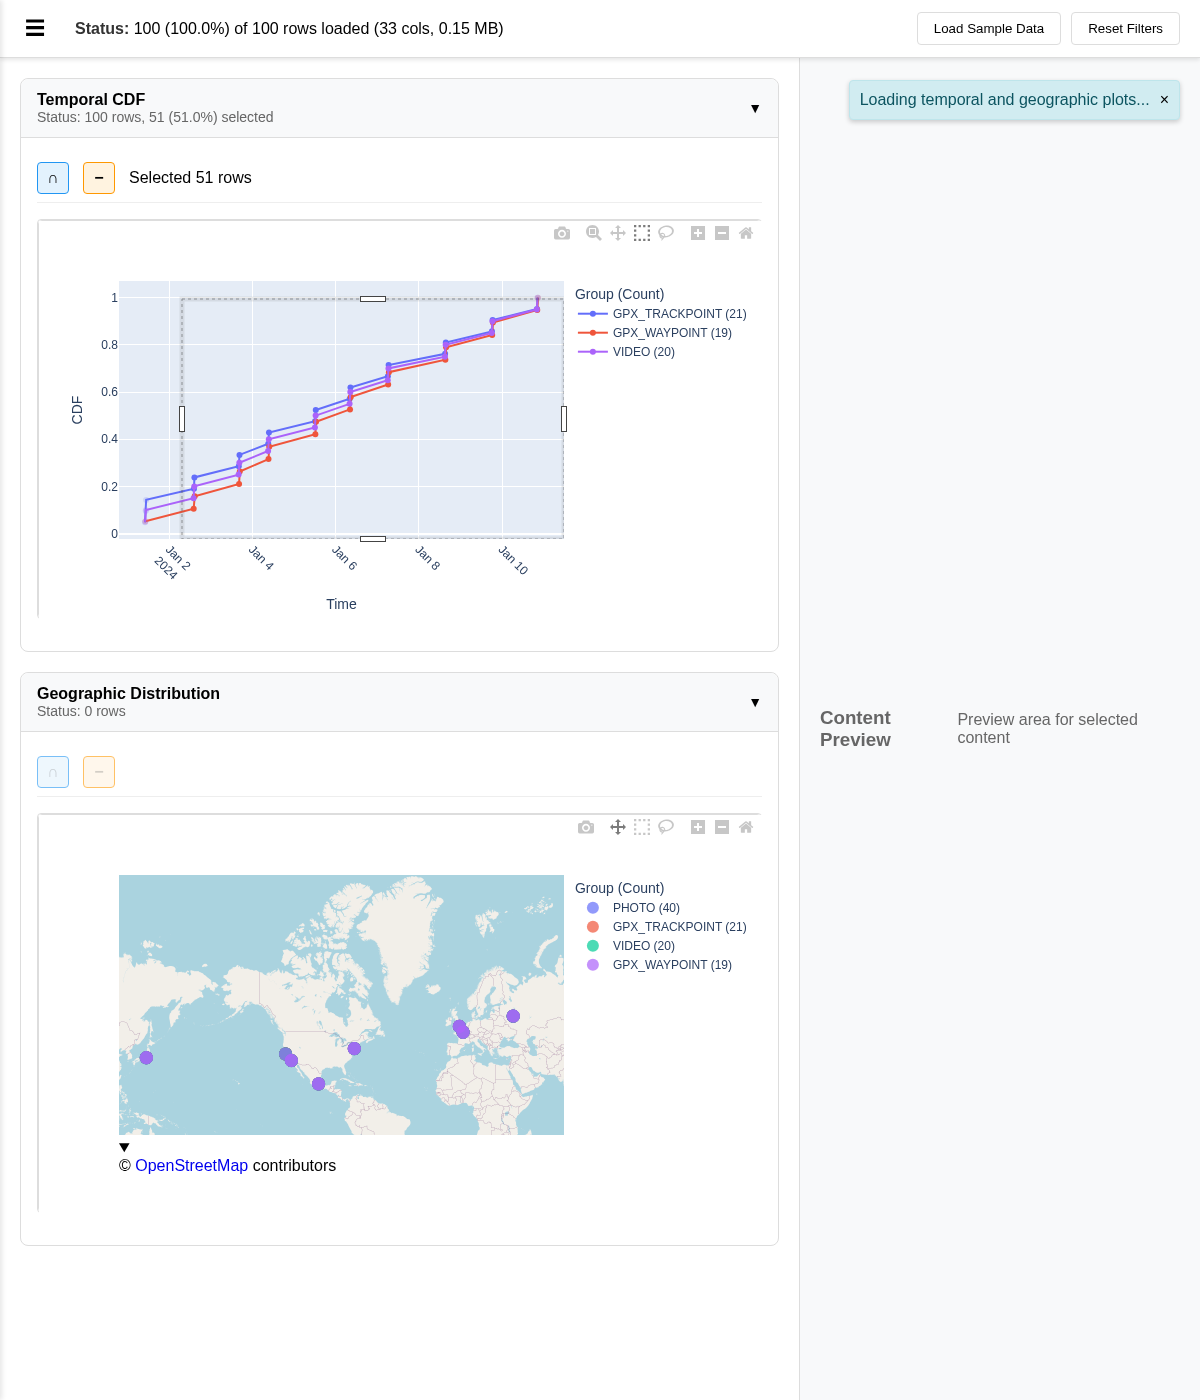 Status: 100 (100.0%) of 100 rows loaded (33 cols, 0.15 MB)
Load Sample Data
Reset Filters
Loading temporal and geographic plots... ×
Temporal CDF
Status: 100 rows, 51 (51.0%) selected
▼
∩
−
Selected 51 rows
Group (Count)
GPX_TRACKPOINT (21)
GPX_WAYPOINT (19)
VIDEO (20)
1
0.8
0.6
0.4
0.2
0
CDF
Jan 2
2024
Jan 4
Jan 6
Jan 8
Jan 10
Time
Geographic Distribution
Status: 0 rows
▼
∩
−
Content
Preview
Preview area for selected
content
Group (Count)
PHOTO (40)
GPX_TRACKPOINT (21)
VIDEO (20)
GPX_WAYPOINT (19)
▼
© OpenStreetMap contributors